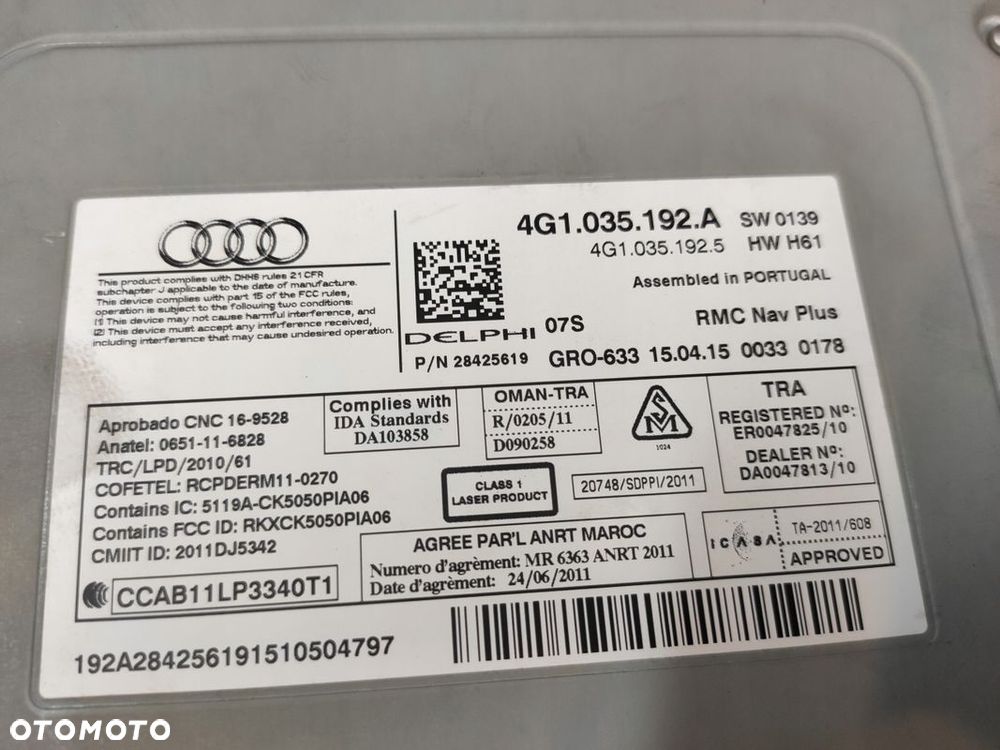 4G1.035.192.A SW 0139
4G1.035.192.5 HW H61
Assembled in PORTUGAL
This product complies with DHHS rules 21 CFR
subchapter J applicable to the date of manufacture.
This device complies with part 15 of the FCC rules,
operation is subject to the following two conditions:
(1) This device may not cause harmful interference, and
(2) This device must accept any interference received,
including interference that may cause undesired operation.
DELPHI 07S RMC Nav Plus
P/N 28425619 GRO-633 15.04.15 0033 0178
Aprobado CNC 16-9528
Anatel: 0651-11-6828
TRC/LPD/2010/61
COFETEL: RCPDERM11-0270
Contains IC: 5119A-CK5050PIA06
Contains FCC ID: RKXCK5050PIA06
CMIIT ID: 2011DJ5342
CCAB11LP3340T1
Complies with
IDA Standards
DA103858
OMAN-TRA
R/0205/11
D090258
SM
1024
TRA
REGISTERED Nº:
ER0047825/10
DEALER Nº:
DA0047813/10
CLASS 1
LASER PRODUCT
20748/SDPPI/2011
AGREE PAR'L ANRT MAROC
Numero d'agrément: MR 6363 ANRT 2011
Date d'agrément: 24/06/2011
ICASA
TA-2011/608
APPROVED
192A284256191510504797
OTOMOTO